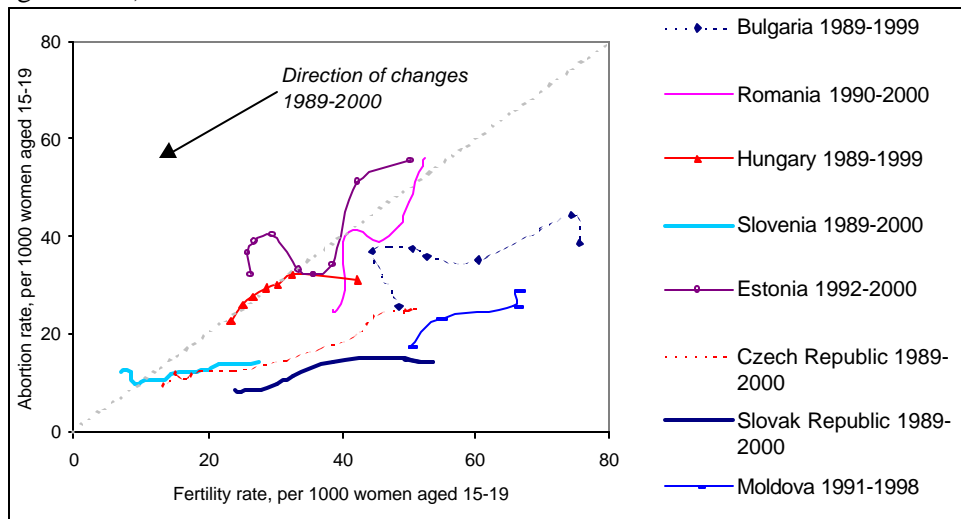 80
60
40
20
0
Abortion rate, per 1000 women aged 15-19
Direction of changes
1989-2000
0 20 40 60 80
Fertility rate, per 1000 women aged 15-19
Bulgaria 1989-1999
Romania 1990-2000
Hungary 1989-1999
Slovenia 1989-2000
Estonia 1992-2000
Czech Republic 1989-
2000
Slovak Republic 1989-
2000
Moldova 1991-1998